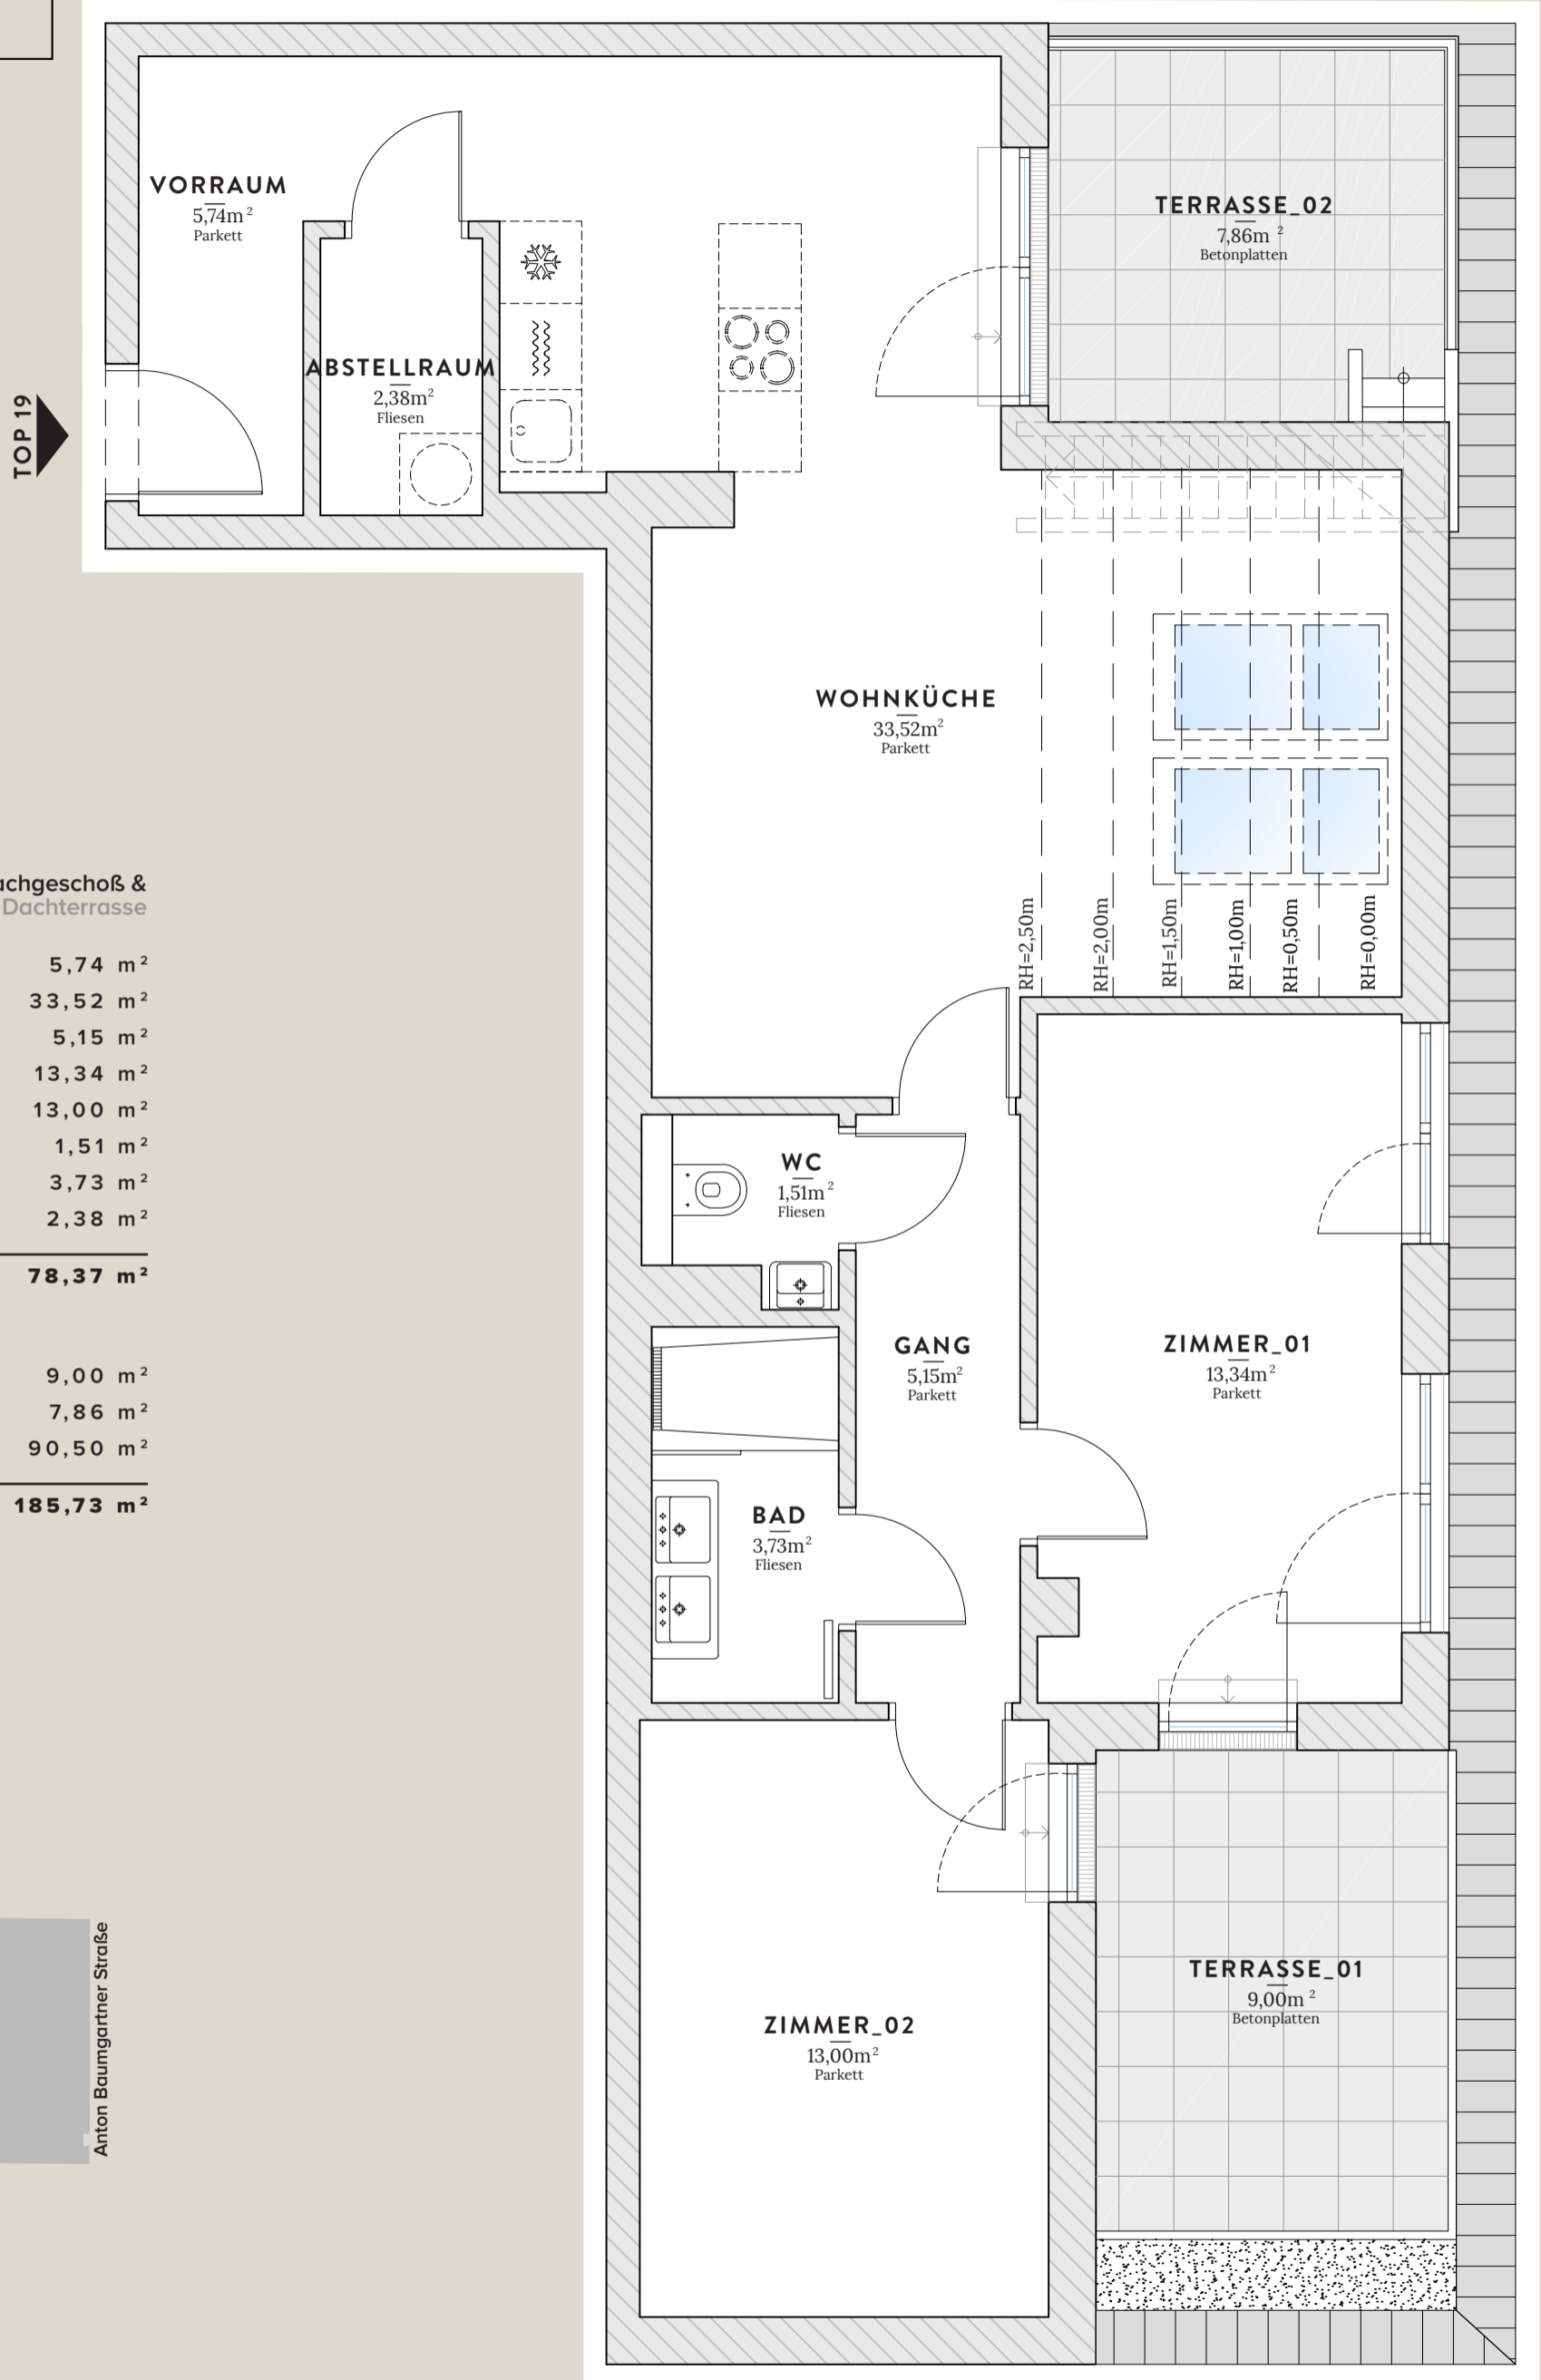 VORRAUM
5,74m²
Parkett
TERRASSE_02
7,86m²
Betonplatten
ABSTELLRAUM
2,38m²
Fliesen
TOP 19
WOHNKÜCHE
33,52m²
Parkett
RH=2,50m
RH=2,00m
RH=1,50m
RH=1,00m
RH=0,50m
RH=0,00m
&
Dachterrasse
5,74 m²
33,52 m²
5,15 m²
13,34 m²
13,00 m²
1,51 m²
3,73 m²
2,38 m²
78,37 m²
9,00 m²
7,86 m²
90,50 m²
185,73 m²
WC
1,51m²
Fliesen
GANG
5,15m²
Parkett
ZIMMER_01
13,34m²
Parkett
BAD
3,73m²
Fliesen
TERRASSE_01
9,00m²
Betonplatten
ZIMMER_02
13,00m²
Parkett
Anton Baumgartner Straße